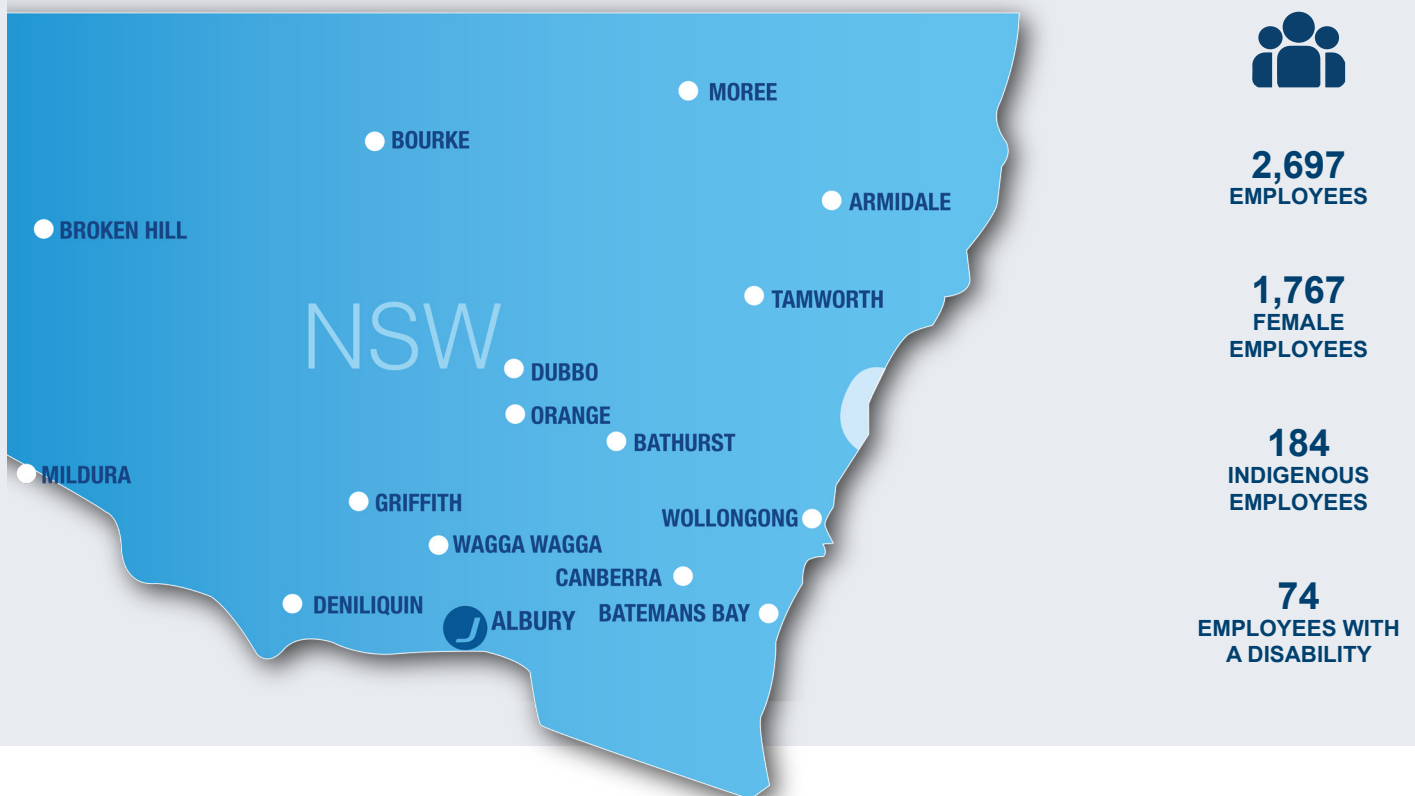 MOREE
BOURKE
ARMIDALE
BROKEN HILL
TAMWORTH
NSW
DUBBO
ORANGE
BATHURST
MILDURA
GRIFFITH
WOLLONGONG
WAGGA WAGGA
CANBERRA
DENILIQUIN
ALBURY
BATEMANS BAY
2,697
EMPLOYEES
1,767
FEMALE
EMPLOYEES
184
INDIGENOUS
EMPLOYEES
74
EMPLOYEES WITH
A DISABILITY